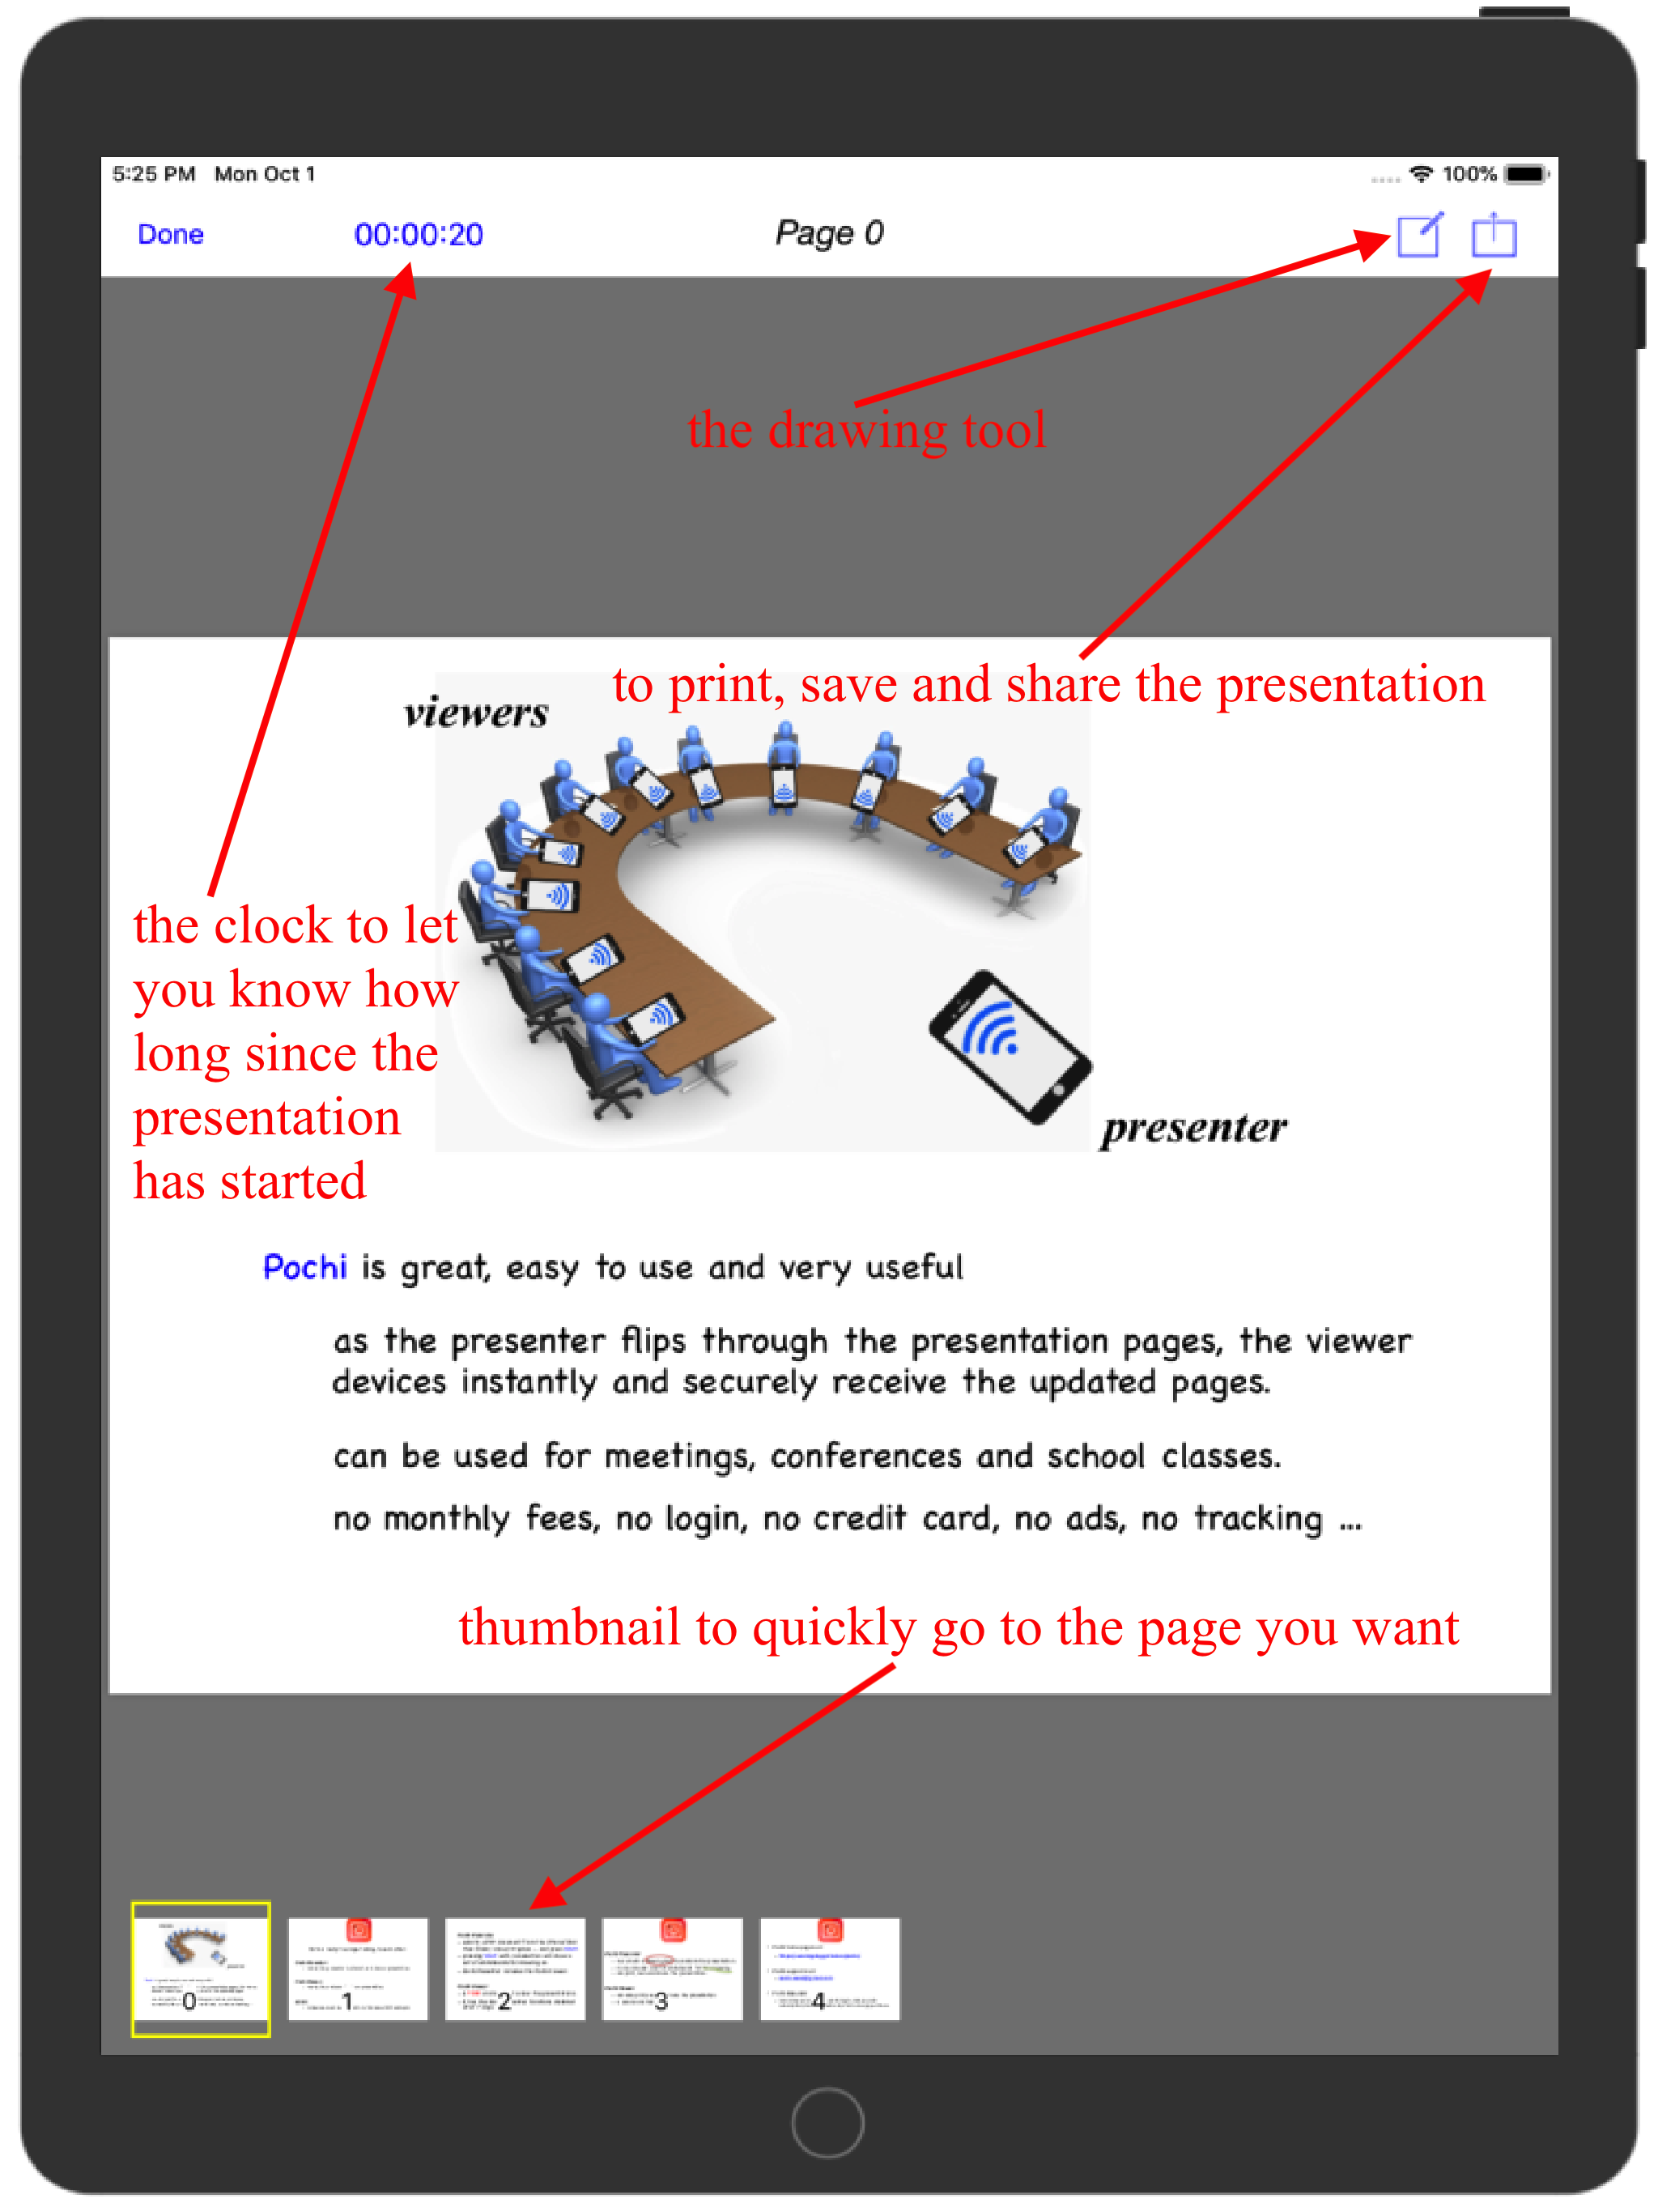 5:25 PM Mon Oct 1
100%
Done
00:00:20
Page 0
the drawing tool
to print, save and share the presentation
viewers
the clock to let
you know how
long since the
presentation
has started
presenter
Pochi is great, easy to use and very useful
as the presenter flips through the presentation pages, the viewer
devices instantly and securely receive the updated pages.
can be used for meetings, conferences and school classes.
no monthly fees, no login, no credit card, no ads, no tracking ...
thumbnail to quickly go to the page you want
0
1
2
3
4